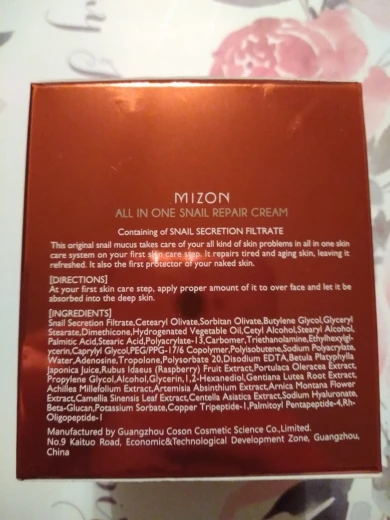 MIZON
ALL IN ONE SNAIL REPAIR CREAM
Containing of SNAIL SECRETION FILTRATE
This original snail mucus takes care of your all kind of skin problems in all in one skin
care system on your first skin care step. It repairs tired and aging skin, leaving it
refreshed. It also the first protector of your naked skin.
[DIRECTIONS]
At your first skin care step, apply proper amount of it to over face and let it be
absorbed into the deep skin.
[INGREDIENTS]
Snail Secretion Filtrate,Cetearyl Olivate,Sorbitan Olivate,Butylene Glycol,Glyceryl
Stearate,Dimethicone,Hydrogenated Vegetable Oil,Cetyl Alcohol,Stearyl Alcohol,
Palmitic Acid,Stearic Acid,Polyacrylate-13,Carbomer,Triethanolamine,Ethylhexylgl-
ycerin,Caprylyl Glycol,PEG/PPG-17/6 Copolymer,Polyisobutene,Sodium Polyacrylate,
Water,Adenosine,Tropolone,Polysorbate 20,Disodium EDTA,Betula Platyphylla
Japonica Juice,Rubus Idaeus (Raspberry) Fruit Extract,Portulaca Oleracea Extract,
Propylene Glycol,Alcohol,Glycerin,1,2-Hexanediol,Gentiana Lutea Root Extract,
Achillea Millefolium Extract,Artemisia Absinthium Extract,Arnica Montana Flower
Extract,Camellia Sinensis Leaf Extract,Centella Asiatica Extract,Sodium Hyaluronate,
Beta-Glucan,Potassium Sorbate,Copper Tripeptide-1,Palmitoyl Pentapeptide-4,Rh-
Oligopeptide-1
Manufactured by Guangzhou Coson Cosmetic Science Co.,Limited.
No.9 Kaituo Road, Economic&Technological Development Zone, Guangzhou,
China